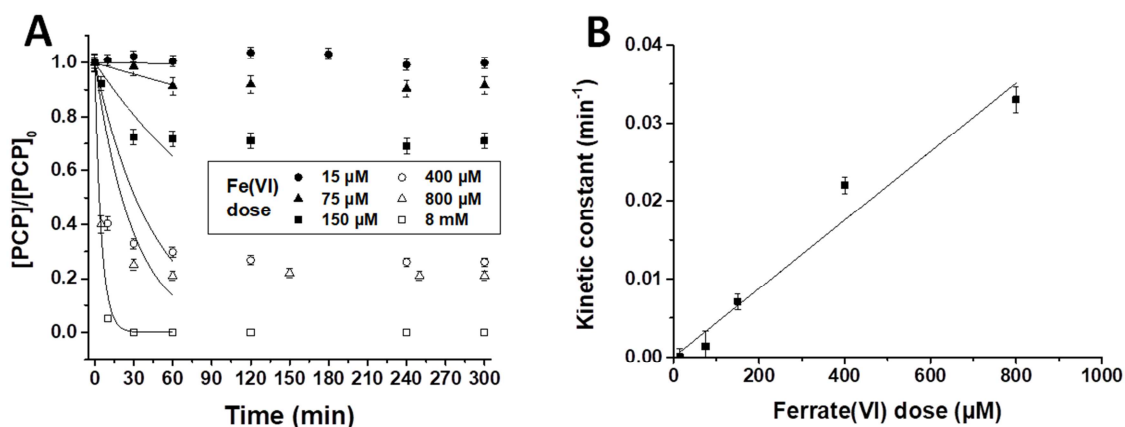 A
[PCP]/[PCP]0
1.0
0.8
0.6
0.4
0.2
0.0
0 30 60 90 120 150 180 210 240 270 300
Time (min)
Fe(VI) dose
15 µM 400 µM
75 µM 800 µM
150 µM 8 mM
B
Kinetic constant (min-1)
0.04
0.03
0.02
0.01
0.00
0 200 400 600 800 1000
Ferrate(VI) dose (µM)